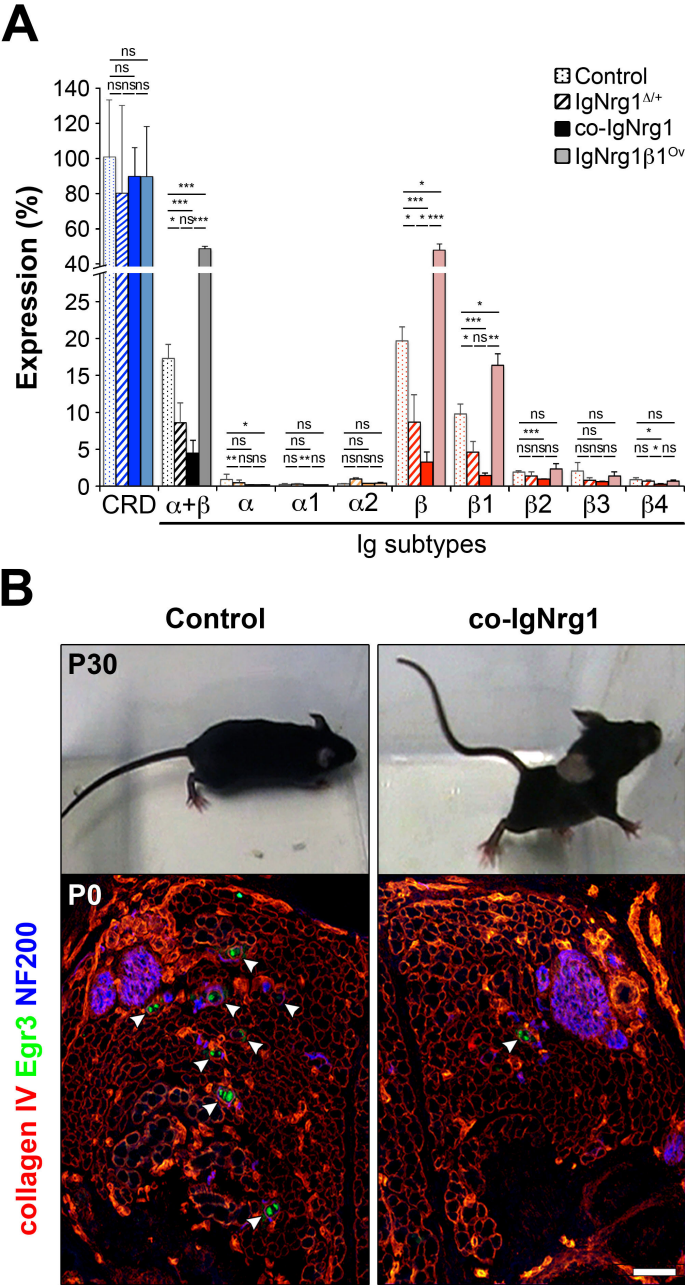 A
Control
IgNrg1Δ/+
co-IgNrg1
IgNrg1β1Ov
Expression (%)
140
120
100
80
60
40
20
15
10
5
0
ns
ns
ns ns ns
***
***
* ns ***
*
ns
** ns ns
ns
ns
ns ** ns
ns
ns
ns ns ns
*
***
* * ***
*
***
* ns **
ns
***
ns ns ns
ns
ns
ns ns ns
ns
*
ns * ns
CRD α+β α α1 α2 β β1 β2 β3 β4
Ig subtypes
B
Control co-IgNrg1
P30
P0
collagen IV Egr3 NF200